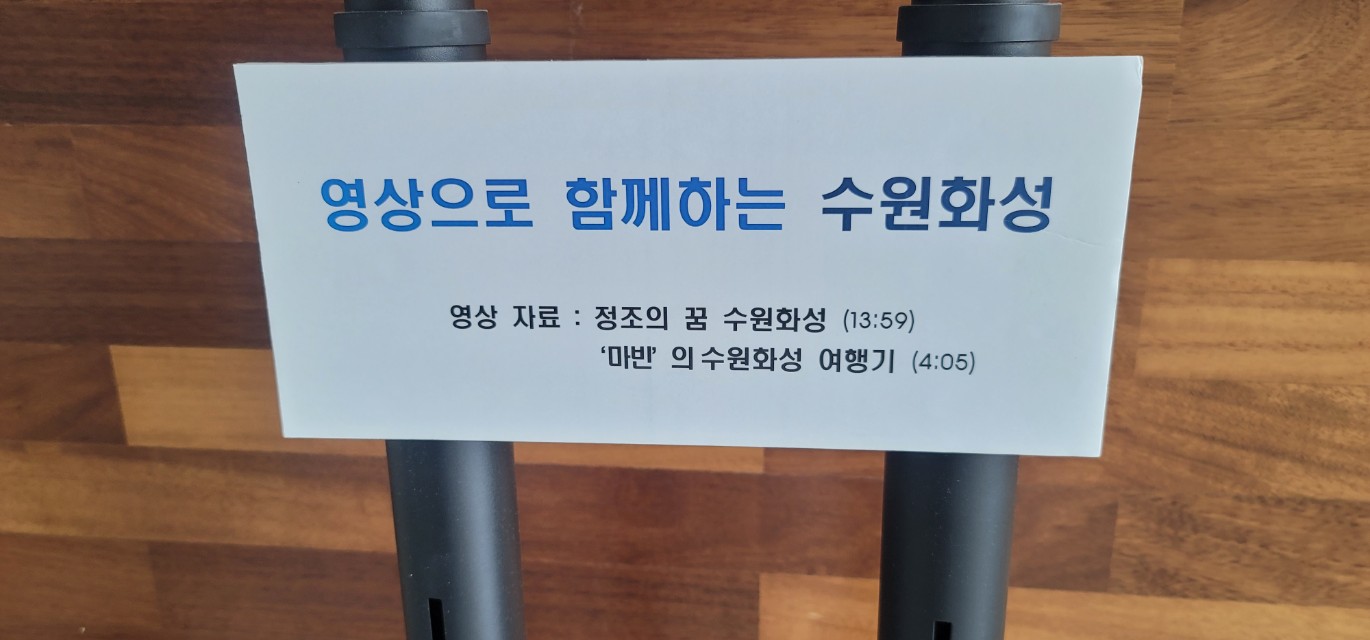 영상으로 함께하는 수원화성
영상 자료 : 정조의 꿈 수원화성 (13:59)
'마반' 의 수원화성 여행기 (4:05)